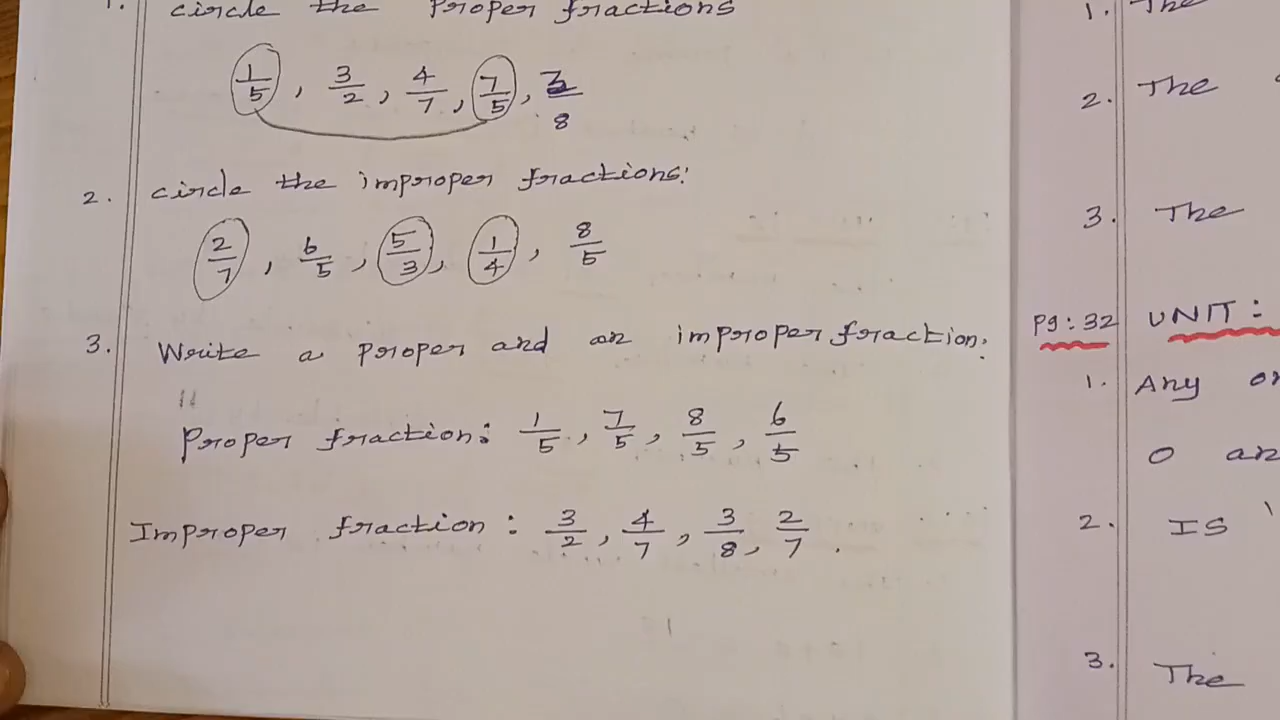 1. circle the Proper fractions
1/5, 3/2, 4/7, 7/5, 3/8
2. circle the improper fractions:
2/7, 6/5, 5/3, 1/4, 8/5
3. Write a proper and an improper fraction.
Proper fraction: 1/5, 7/5, 8/5, 6/5
Improper fraction: 3/2, 4/7, 3/8, 2/7.
1. The
2. The
3. The
Pg: 32 UNIT:
1. Any
0 an
2. IS
3. The